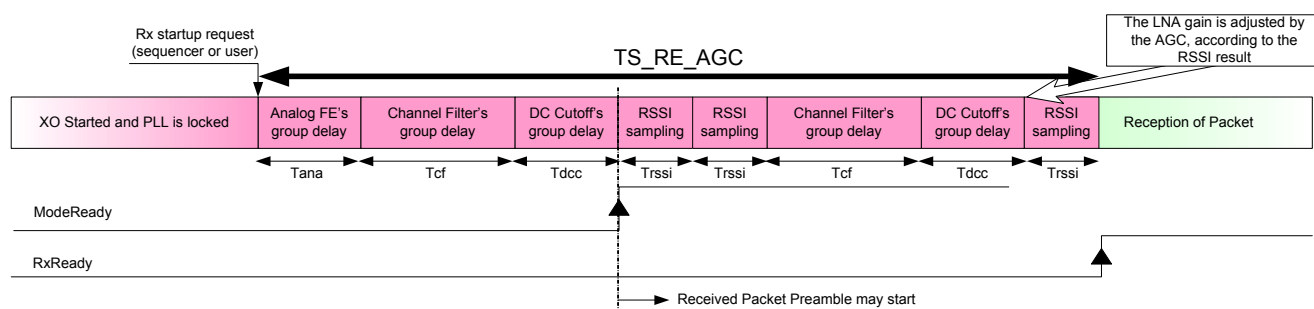 Rx startup request
(sequencer or user)
TS_RE_AGC
The LNA gain is adjusted by
the AGC, according to the
RSSI result
XO Started and PLL is locked
Analog FE's
group delay
Channel Filter's
group delay
DC Cutoff's
group delay
RSSI
sampling
RSSI
sampling
Channel Filter's
group delay
DC Cutoff's
group delay
RSSI
sampling
Reception of Packet
Tana
Tcf
Tdcc
Trssi
Trssi
Tcf
Tdcc
Trssi
ModeReady
RxReady
Received Packet Preamble may start